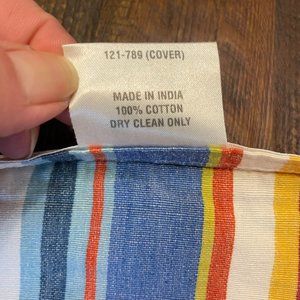 121-789 (COVER)
MADE IN INDIA
100% COTTON
DRY CLEAN ONLY